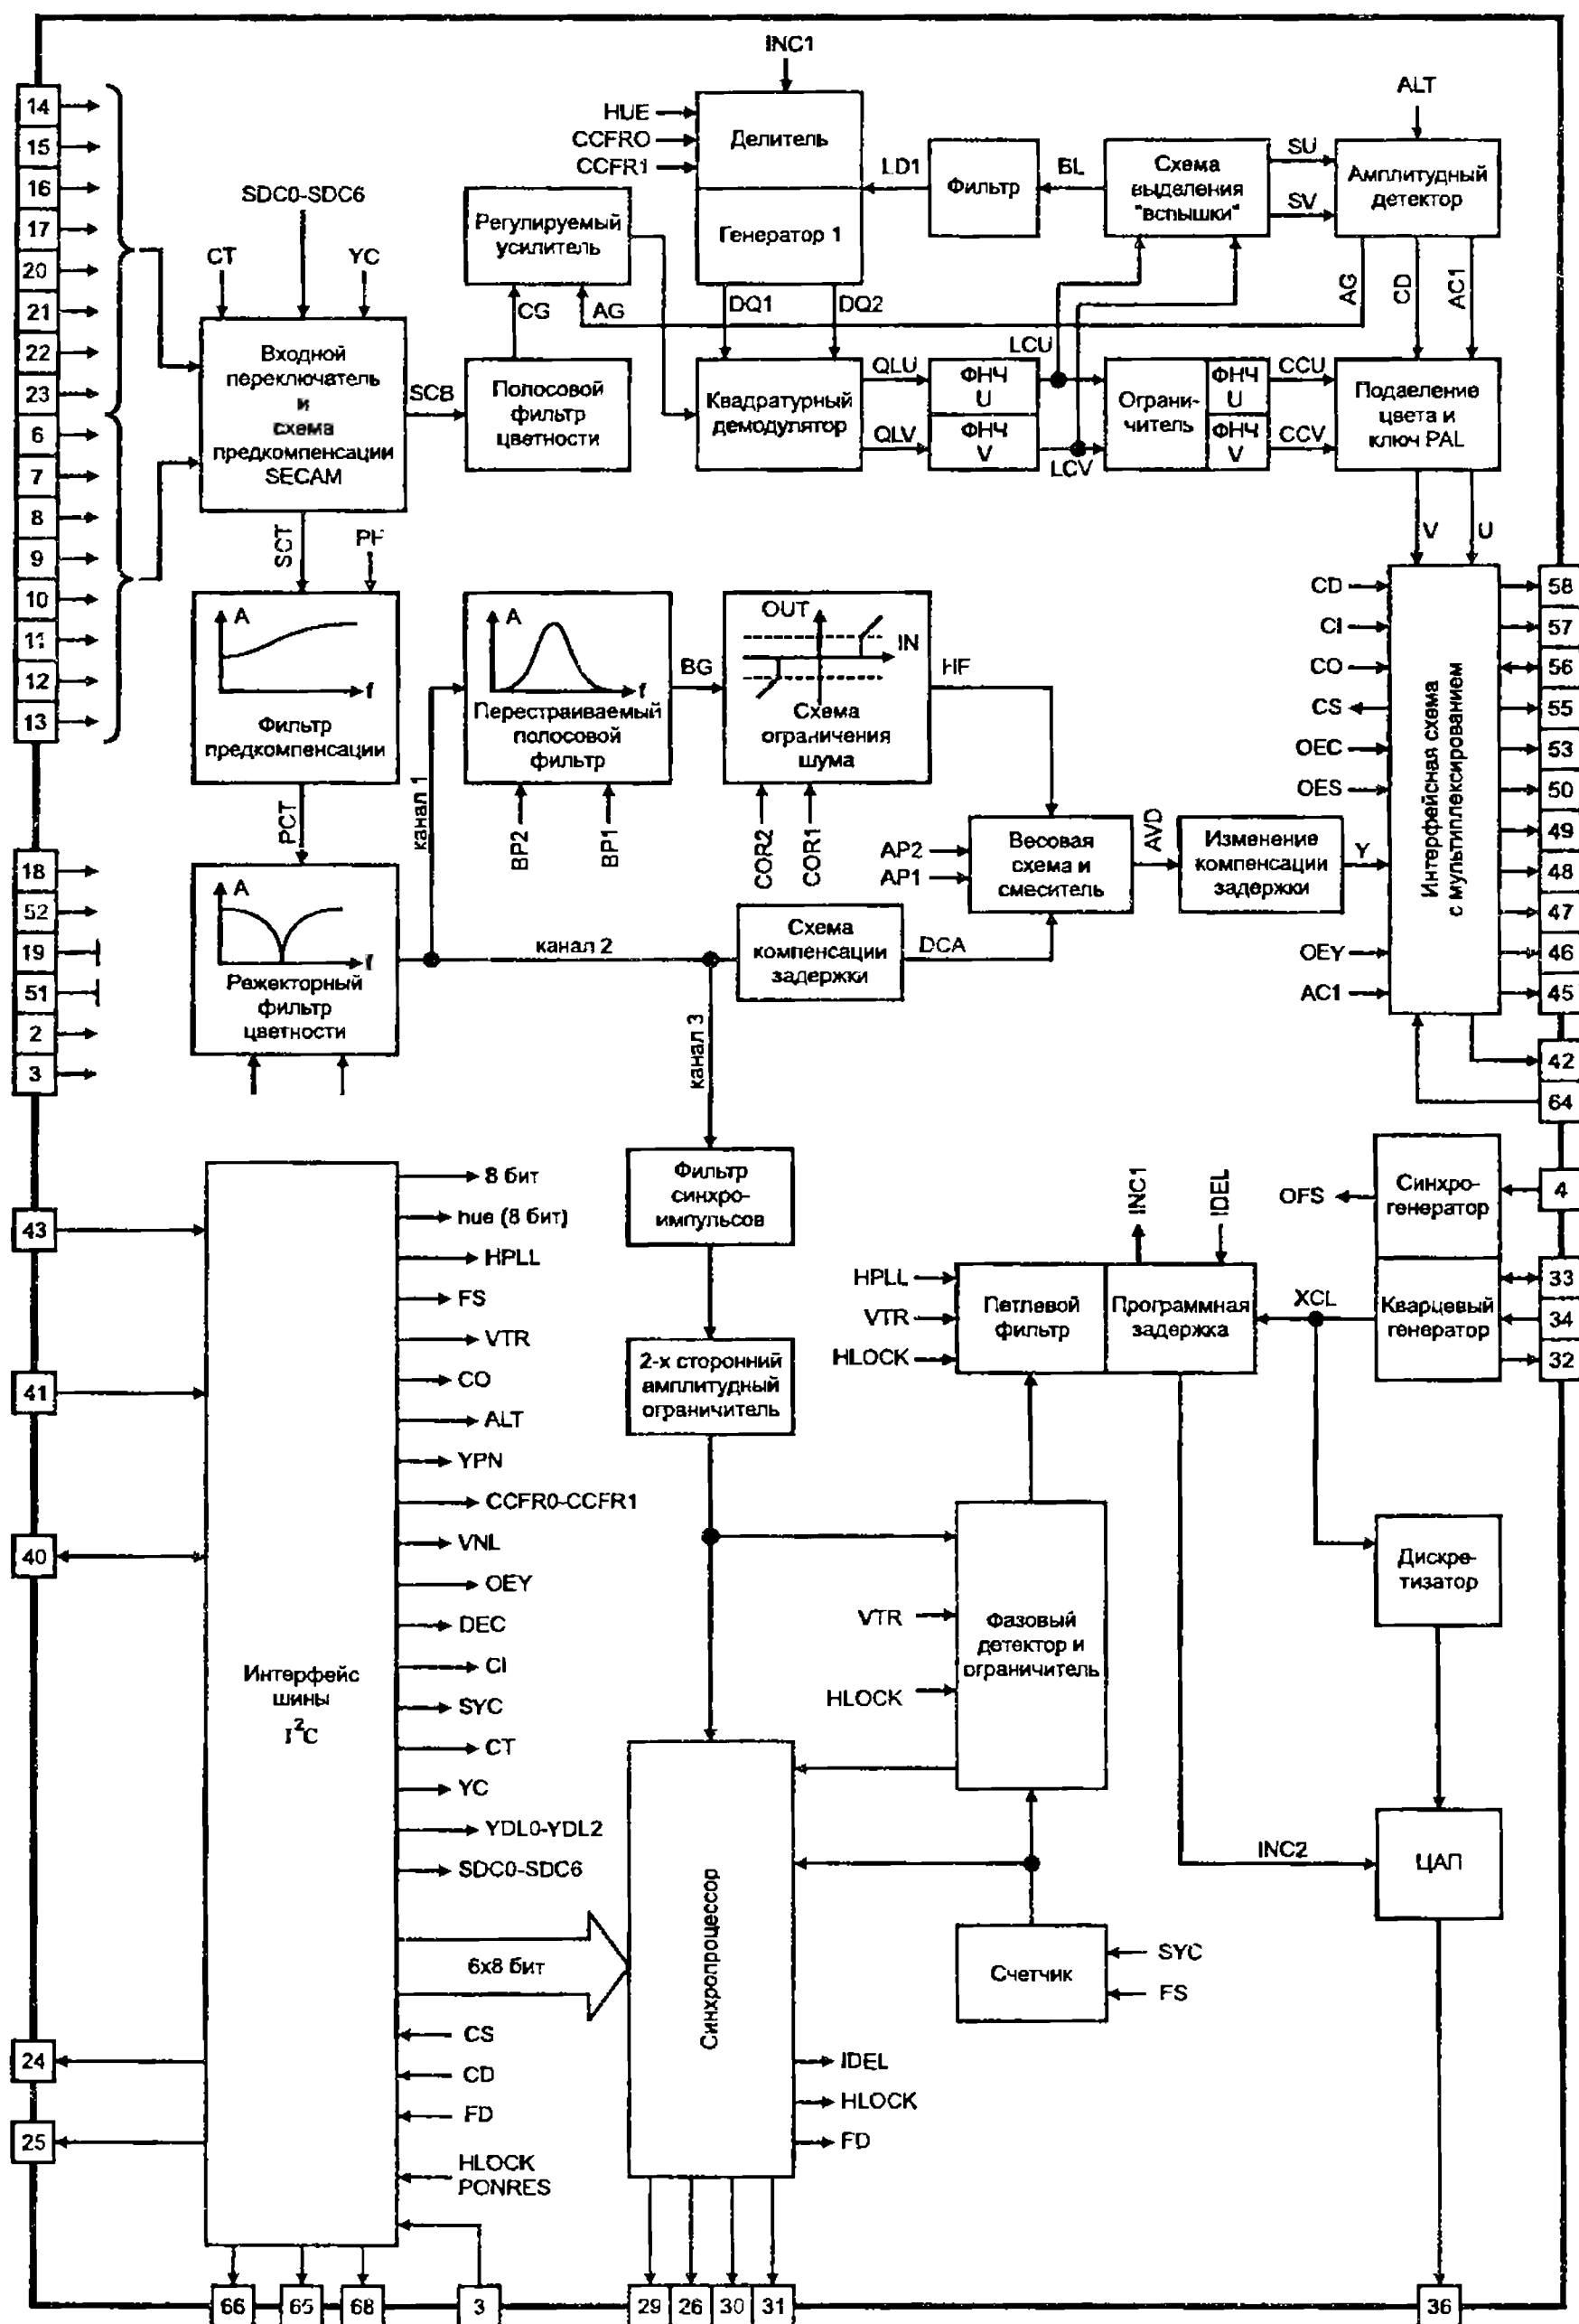 INC1
ALT
14
15
16
17
20
21
22
23
6
7
8
9
10
11
12
13
HUE
CCFRO
CCFR1
Делитель
Генератор 1
LD1
Фильтр
BL
Схема
выделения
"вспышки"
SU
SV
Амплитудный
детектор
SDC0-SDC6
CT
YC
Регулируемый
усилитель
CG
AG
DQ1
DQ2
AG
CD
AC1
Входной
переключатель
и
схема
предкомпенсации
SECAM
SCB
Полосовой
фильтр
цветности
Квадратурный
демодулятор
QLU
QLV
ФНЧ
U
ФНЧ
V
LCU
LCV
Ограни-
читель
ФНЧ
U
ФНЧ
V
CCU
CCV
Подавление
цвета и
ключ PAL
V
U
SCT
PF
A
f
Фильтр
предкомпенсации
A
f
Перестраиваемый
полосовой
фильтр
BG
OUT
IN
Схема
ограничения
шума
HF
CD
CI
CO
CS
OEC
OES
OEY
AC1
Интерфейсная схема
с мультиплексированием
58
57
56
55
53
50
49
48
47
46
45
42
64
PCT
канал 1
BP2
BP1
COR2
COR1
AP2
AP1
Весовая
схема и
смеситель
AVD
Изменение
компенсации
задержки
Y
18
52
19
51
2
3
A
f
Режекторный
фильтр
цветности
канал 2
Схема
компенсации
задержки
DCA
канал 3
43
41
40
24
25
Интерфейс
шины
I²C
8 бит
hue (8 бит)
HPLL
FS
VTR
CO
ALT
YPN
CCFR0-CCFR1
VNL
OEY
DEC
CI
SYC
CT
YC
YDL0-YDL2
SDC0-SDC6
6x8 бит
CS
CD
FD
HLOCK
PONRES
Фильтр
синхро-
импульсов
2-х сторонний
амплитудный
ограничитель
INC1
IDEL
HPLL
VTR
HLOCK
Петлевой
фильтр
Программная
задержка
XCL
OFS
Синхро-
генератор
Кварцевый
генератор
4
33
34
32
VTR
HLOCK
Фазовый
детектор и
ограничитель
Дискре-
тизатор
INC2
ЦАП
Синхропроцессор
Счетчик
SYC
FS
IDEL
HLOCK
FD
66
65
68
3
29
26
30
31
36